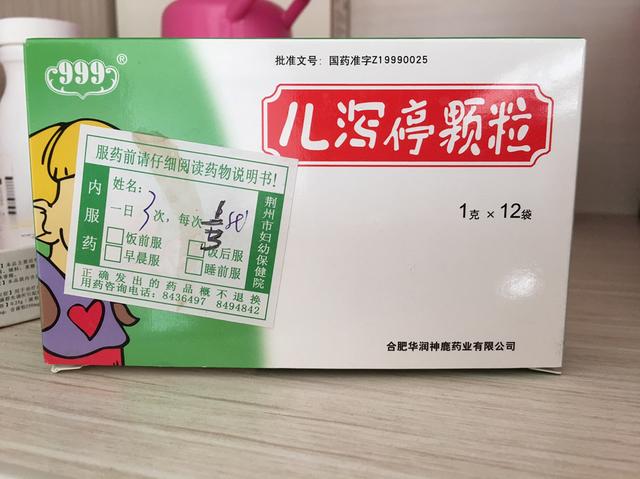 999®
批准文号：国药准字Z19990025
儿泻停颗粒
1克×12袋
合肥华润神鹿药业有限公司
服药前请仔细阅读药物说明书！
内服药
姓名：
一日3次，每次
饭前服
饭后服
早晨服
睡前服
荆州市妇幼保健院
正确发出的药品概不退换
用药咨询电话：8436497 8494842